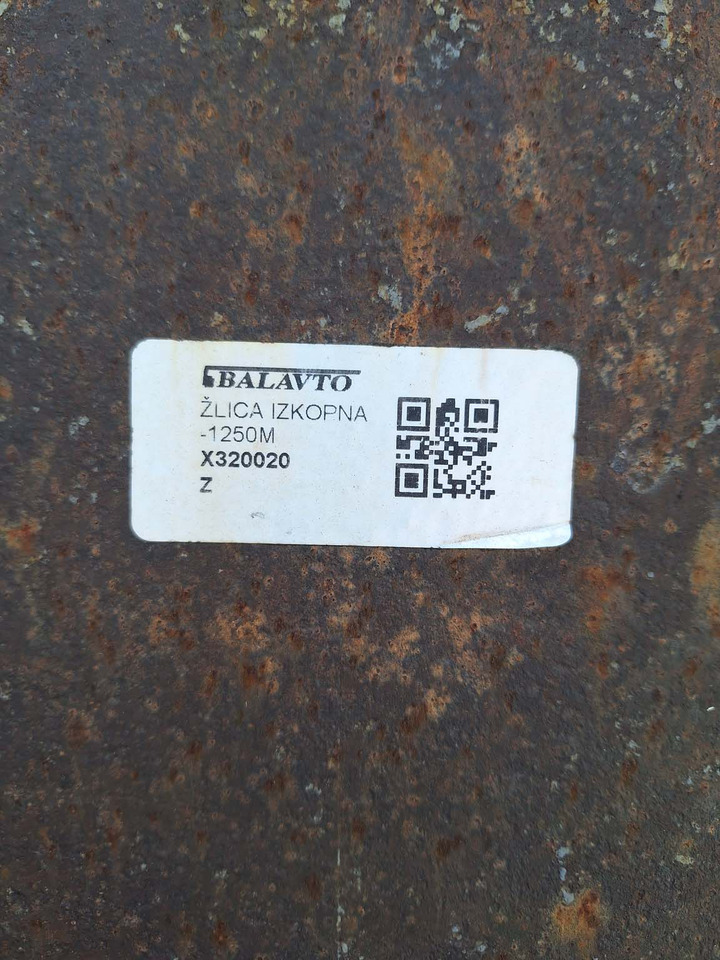 BALAVTO
ŽLICA IZKOPNA
-1250M
X320020
Z